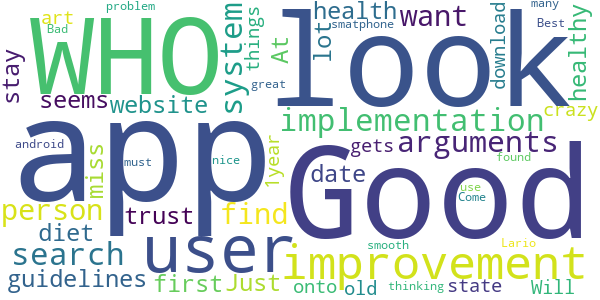 problem
art
Bad
WHO
system
things
At
lot
health
smatphone
want
great
look
download
many
Best
healthy
stay
seems
website
crazy
implementation
arguments
gets
found
android
app
must
nice
miss
1year
date
Good
use
Come
person
trust
find
diet
search
user
smooth
Lario
improvement
guidelines
first
Just
onto
old
thinking
state
Will